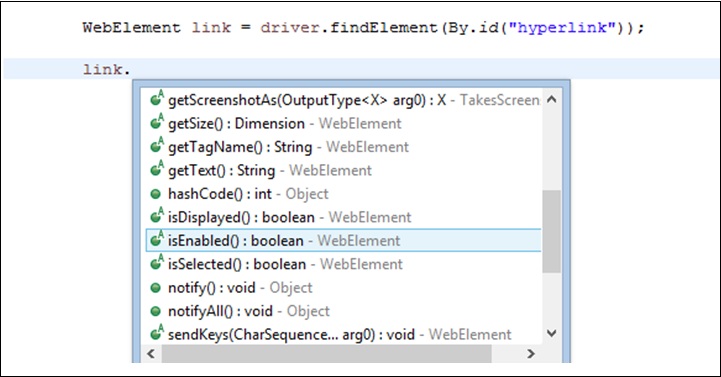 WebElement link = driver.findElement(By.id("hyperlink"));
link.
getScreenshotAs(OutputType<X> arg0) : X - TakesScreen
getSize() : Dimension - WebElement
getTagName() : String - WebElement
getText() : String - WebElement
hashCode() : int - Object
isDisplayed() : boolean - WebElement
isEnabled() : boolean - WebElement
isSelected() : boolean - WebElement
notify() : void - Object
notifyAll() : void - Object
sendKeys(CharSequence... arg0) : void - WebElement